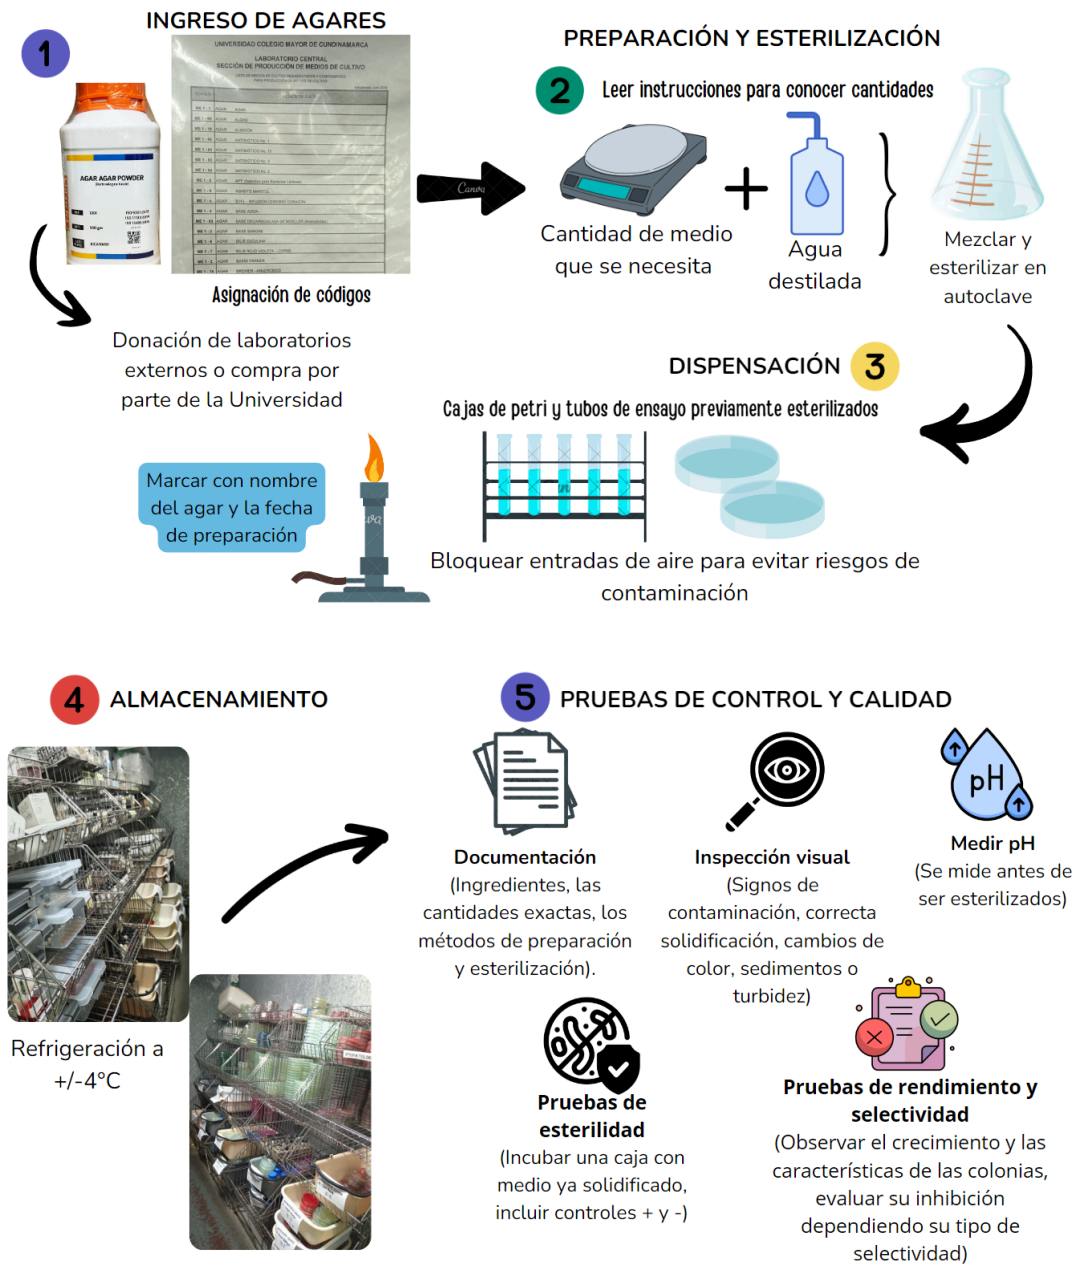 INGRESO DE AGARES
1
AGAR AGAR POWDER
UNIVERSIDAD COLEGIO MAYOR DE CUNDINAMARCA
LABORATORIO CENTRAL
SECCIÓN DE PRODUCCIÓN DE MEDIOS DE CULTIVO
Asignación de códigos
Donación de laboratorios
externos o compra por
parte de la Universidad
Canva
PREPARACIÓN Y ESTERILIZACIÓN
2
Leer instrucciones para conocer cantidades
Cantidad de medio
que se necesita
Agua
destilada
Mezclar y
esterilizar en
autoclave
DISPENSACIÓN
3
Cajas de petri y tubos de ensayo previamente esterilizados
Marcar con nombre
del agar y la fecha
de preparación
Bloquear entradas de aire para evitar riesgos de
contaminación
4
ALMACENAMIENTO
Refrigeración a
+/-4°C
5
PRUEBAS DE CONTROL Y CALIDAD
Documentación
(Ingredientes, las
cantidades exactas, los
métodos de preparación
y esterilización).
Inspección visual
(Signos de
contaminación, correcta
solidificación, cambios de
color, sedimentos o
turbidez)
pH
Medir pH
(Se mide antes de
ser esterilizados)
Pruebas de
esterilidad
(Incubar una caja con
medio ya solidificado,
incluir controles + y -)
Pruebas de rendimiento y
selectividad
(Observar el crecimiento y las
características de las colonias,
evaluar su inhibición
dependiendo su tipo de
selectividad)